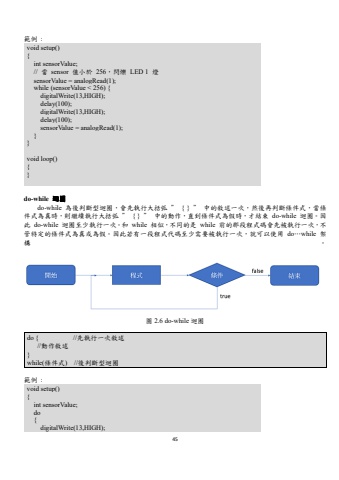 範例：
void setup()
{
int sensorValue;
// 當 sensor 值小於 256，閃爍 LED 1 燈
sensorValue = analogRead(1);
while (sensorValue < 256) {
digitalWrite(13,HIGH);
delay(100);
digitalWrite(13,HIGH);
delay(100);
sensorValue = analogRead(1);
}
}
void loop()
{
}
do-while 迴圈
do-while 為後判斷型迴圈，會先執行大括弧 ” { } ” 中的敘述一次，然後再判斷條件式，當條
件式為真時，則繼續執行大括弧 ” { } ” 中的動作，直到條件式為假時，才結束 do-while 迴圈。因
此 do-while 迴圈至少執行一次，和 while 相似，不同的是 while 前的那段程式碼會先被執行一次，不
管特定的條件式為真或為假。因此若有一段程式代碼至少需要被執行一次，就可以使用 do…while 架
構。
開始 程式 條件 false 結束
true
圖 2.6 do-while 迴圈
do { //先執行一次敘述
//動作敘述
}
while(條件式) //後判斷型迴圈
範例：
void setup()
{
int sensorValue;
do
{
digitalWrite(13,HIGH);
45